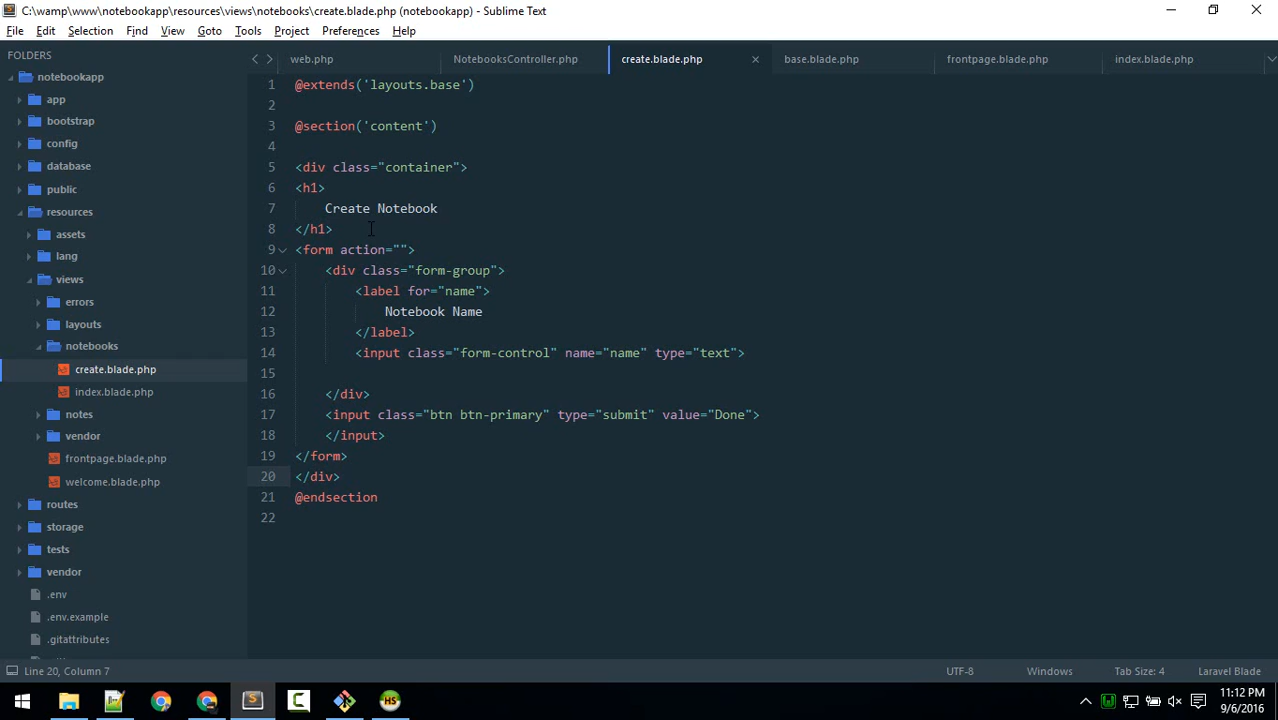 C:\wamp\www\notebookapp\resources\views\notebooks\create.blade.php (notebookapp) - Sublime Text
File Edit Selection Find View Goto Tools Project Preferences Help
FOLDERS
notebookapp
app
bootstrap
config
database
public
resources
assets
lang
views
errors
layouts
notebooks
create.blade.php
index.blade.php
notes
vendor
frontpage.blade.php
welcome.blade.php
routes
storage
tests
vendor
.env
.env.example
.gitattributes
web.php NotebooksController.php create.blade.php × base.blade.php frontpage.blade.php index.blade.php
1 @extends('layouts.base')
2
3 @section('content')
4
5 <div class="container">
6 <h1>
7 Create Notebook
8 </h1>
9 <form action="">
10 <div class="form-group">
11 <label for="name">
12 Notebook Name
13 </label>
14 <input class="form-control" name="name" type="text">
15
16 </div>
17 <input class="btn btn-primary" type="submit" value="Done">
18 </input>
19 </form>
20 </div>
21 @endsection
22
Line 20, Column 7 UTF-8 Windows Tab Size: 4 Laravel Blade
11:12 PM
9/6/2016